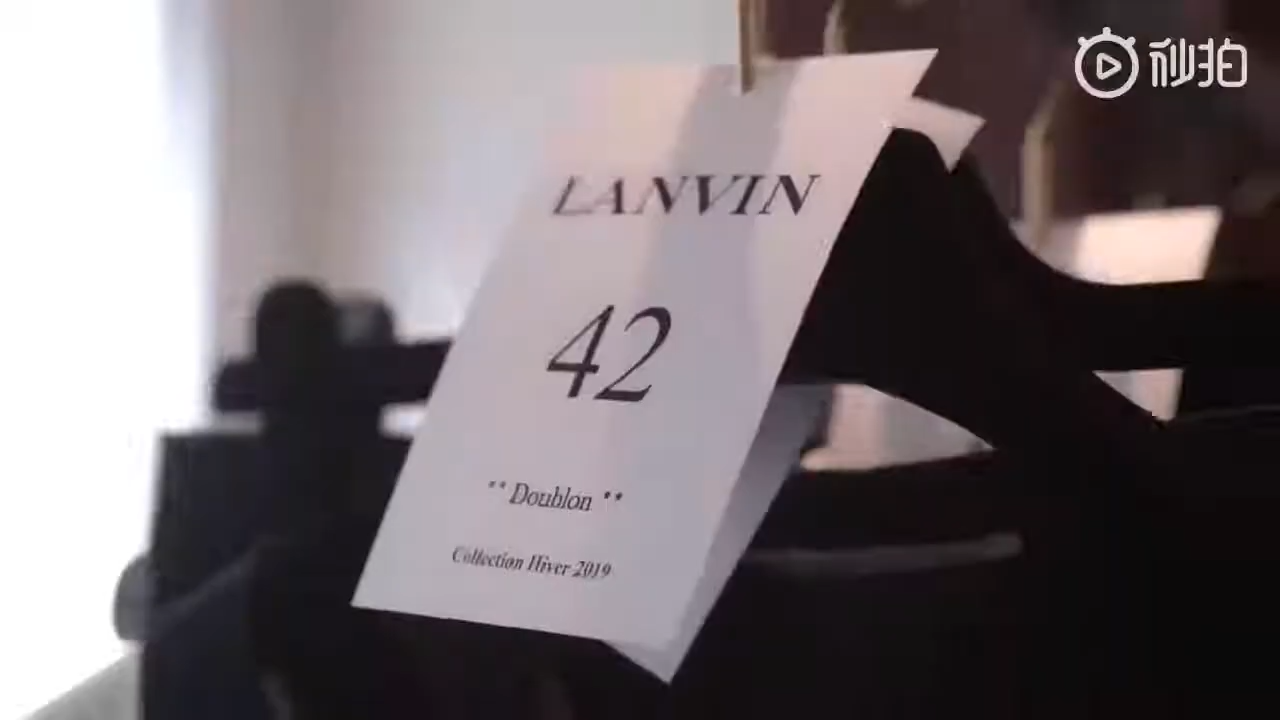 秒拍
LANVIN
42
** Doublon **
Collection Hiver 2019